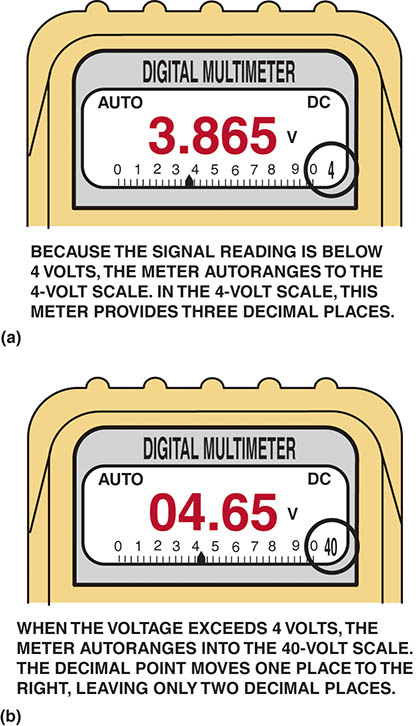 DIGITAL MULTIMETER
AUTO DC
3.865 V
0 1 2 3 4 5 6 7 8 9 0 4
BECAUSE THE SIGNAL READING IS BELOW
4 VOLTS, THE METER AUTORANGES TO THE
4-VOLT SCALE. IN THE 4-VOLT SCALE, THIS
METER PROVIDES THREE DECIMAL PLACES.
(a)
DIGITAL MULTIMETER
AUTO DC
04.65 V
0 1 2 3 4 5 6 7 8 9 0 40
WHEN THE VOLTAGE EXCEEDS 4 VOLTS, THE
METER AUTORANGES INTO THE 40-VOLT SCALE.
THE DECIMAL POINT MOVES ONE PLACE TO THE
RIGHT, LEAVING ONLY TWO DECIMAL PLACES.
(b)